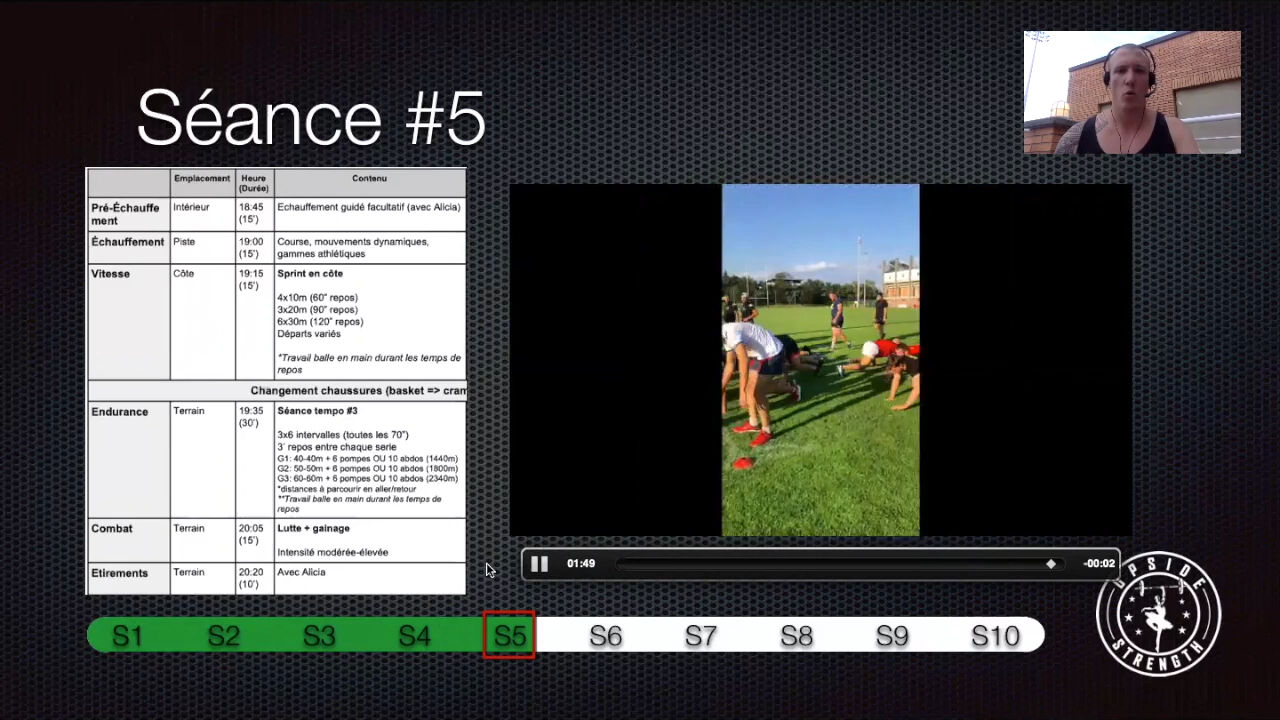 Séance #5
Emplacement
Heure
(Durée)
Contenu
Pré-Échauffe
ment
Intérieur
18:45
(15')
Echauffement guidé facultatif (avec Alicia)
Échauffement
Piste
19:00
(15')
Course, mouvements dynamiques,
gammes athlétiques
Vitesse
Côte
19:15
(15')
Sprint en côte
4x10m (60" repos)
3x20m (90" repos)
6x30m (120" repos)
Départs variés
*Travail balle en main durant les temps de
repos
Changement chaussures (basket => cram
Endurance
Terrain
19:35
(30')
Séance tempo #3
3x6 intervalles (toutes les 70")
3' repos entre chaque serie
G1: 40-40m + 6 pompes OU 10 abdos (1440m)
G2: 50-50m + 6 pompes OU 10 abdos (1800m)
G3: 60-60m + 6 pompes OU 10 abdos (2340m)
*distances à parcourir en aller/retour
**Travail balle en main durant les temps de
repos
Combat
Terrain
20:05
(15')
Lutte + gainage
Intensité modérée-élevée
Etirements
Terrain
20:20
(10')
Avec Alicia
01:49
-00:02
S1 S2 S3 S4 S5 S6 S7 S8 S9 S10
UPSIDE
STRENGTH